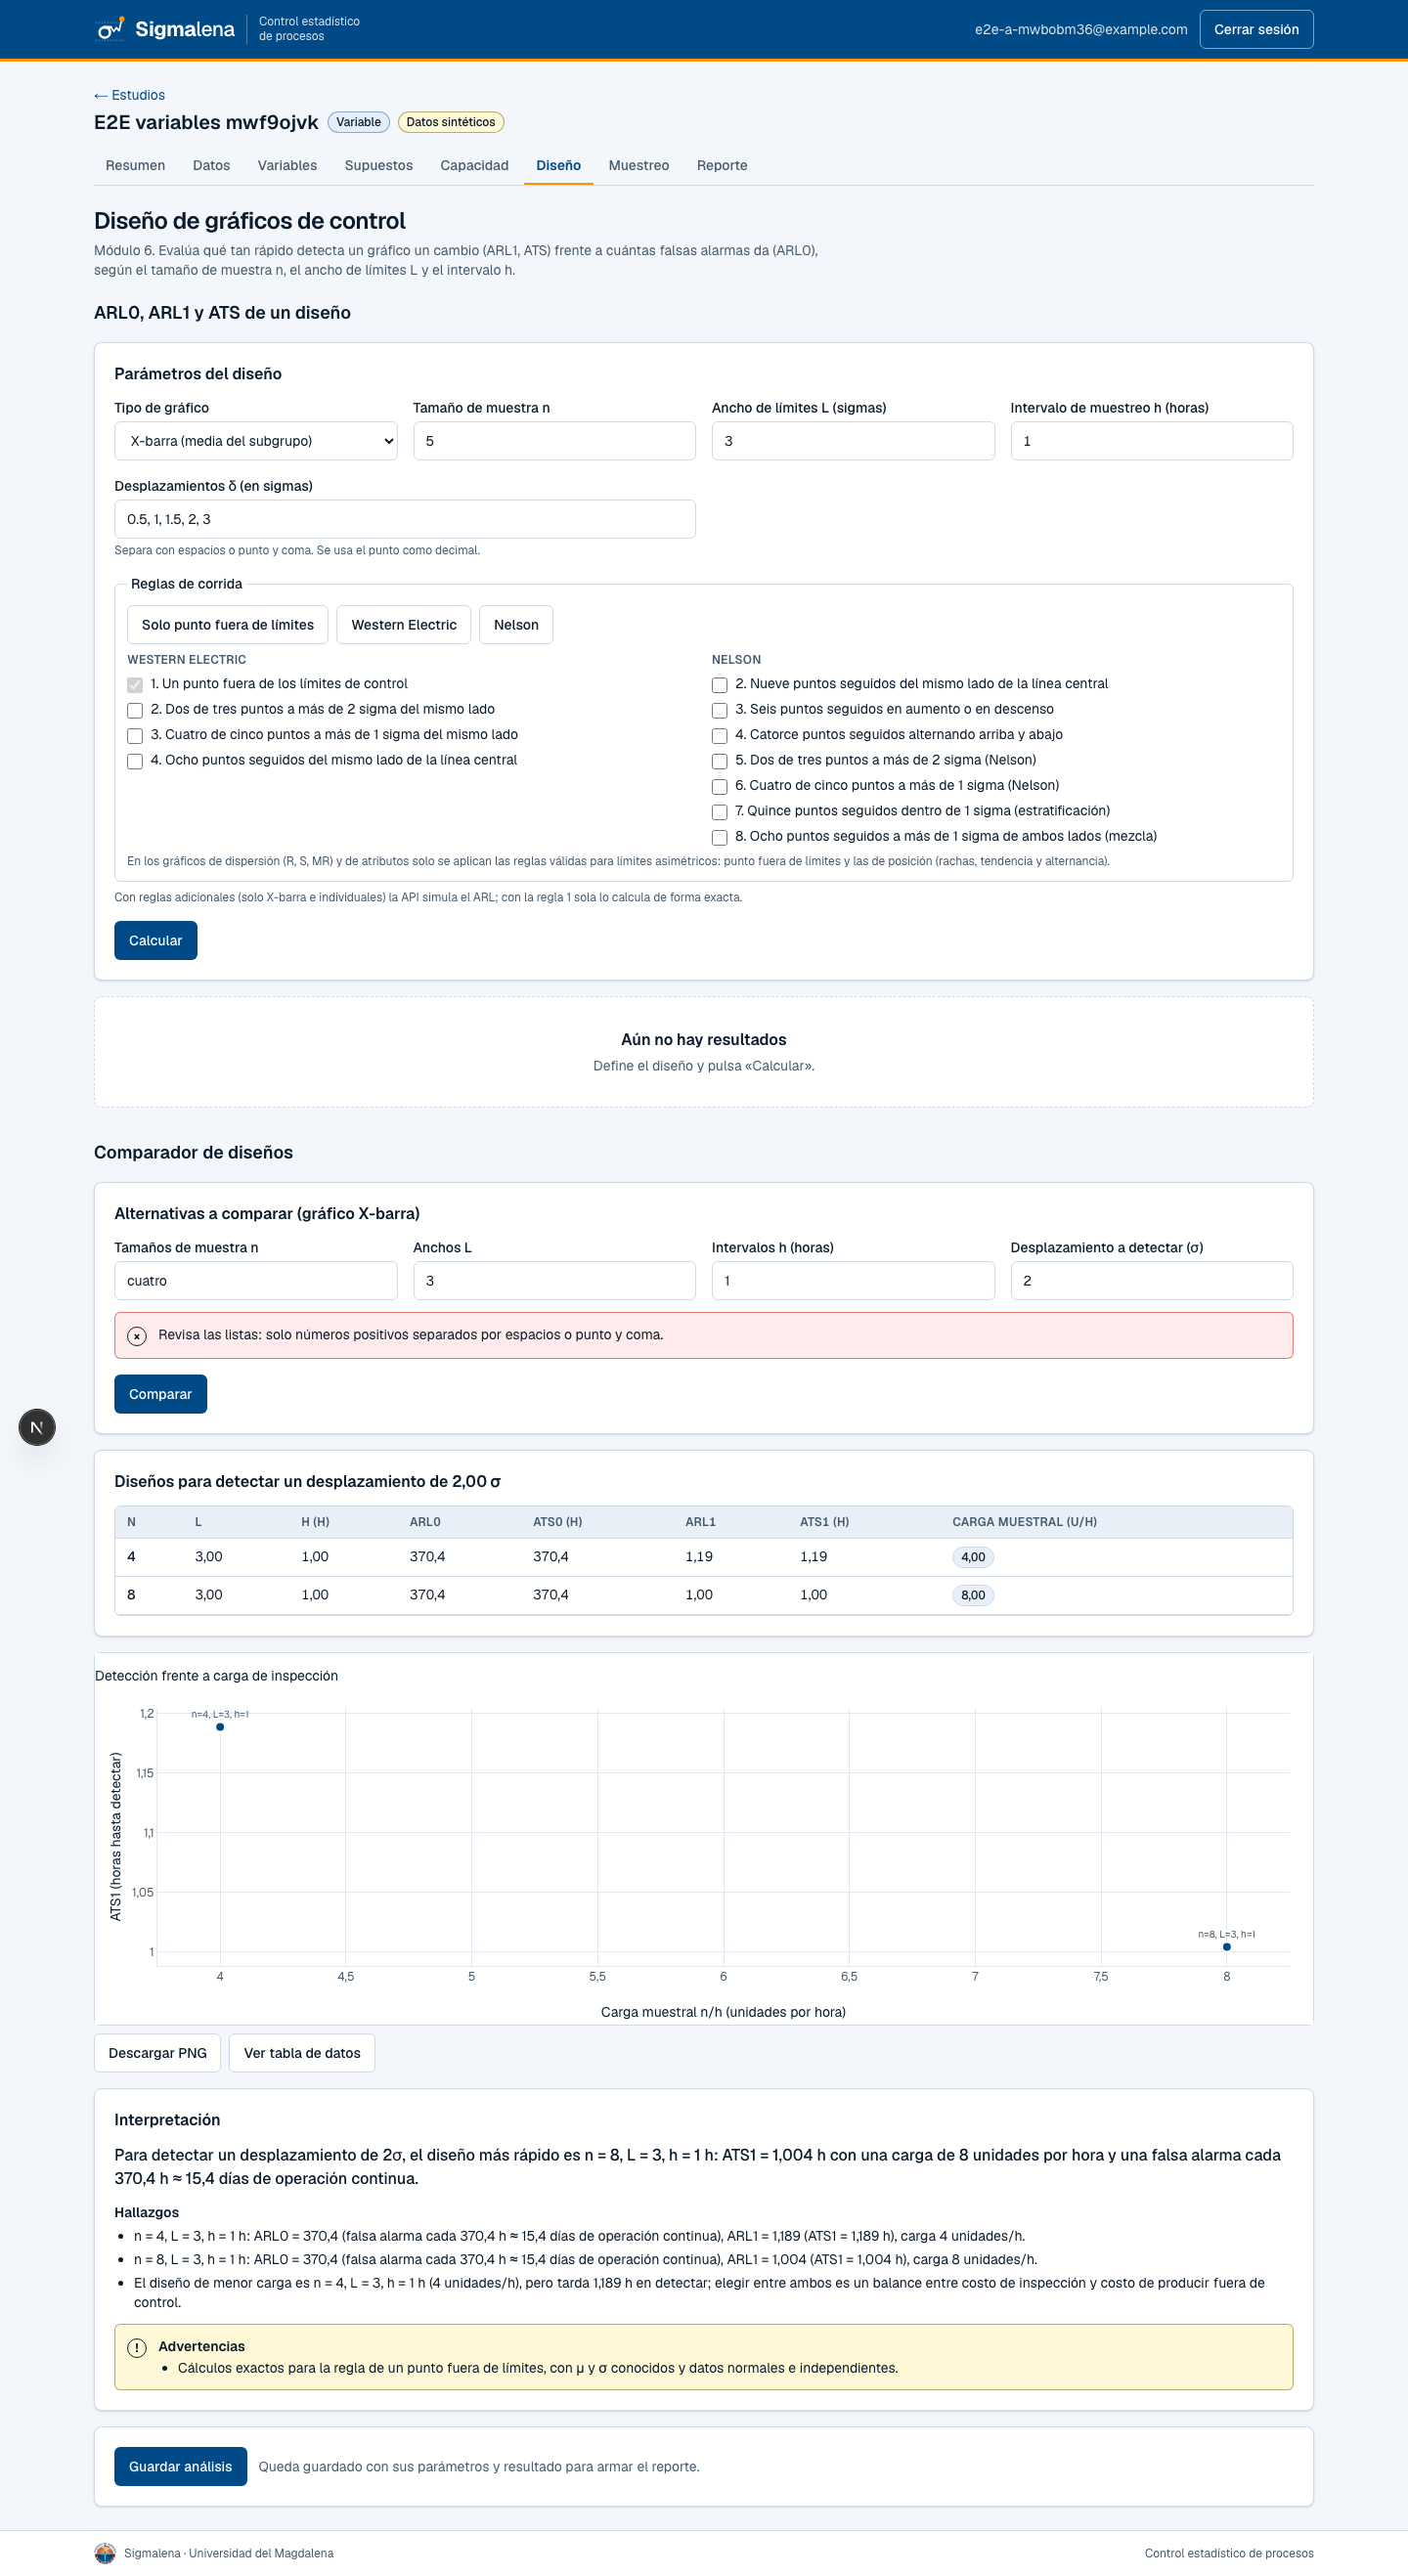 Sigmalena
Control estadístico
de procesos
e2e-a-mwbobm36@example.com
Cerrar sesión
← Estudios
E2E variables mwf9ojvk
Variable
Datos sintéticos
Resumen
Datos
Variables
Supuestos
Capacidad
Diseño
Muestreo
Reporte
Diseño de gráficos de control
Módulo 6. Evalúa qué tan rápido detecta un gráfico un cambio (ARL1, ATS) frente a cuántas falsas alarmas da (ARL0),
según el tamaño de muestra n, el ancho de límites L y el intervalo h.
ARL0, ARL1 y ATS de un diseño
Parámetros del diseño
Tipo de gráfico
Tamaño de muestra n
Ancho de límites L (sigmas)
Intervalo de muestreo h (horas)
X-barra (media del subgrupo)
5
3
1
Desplazamientos δ (en sigmas)
0.5, 1, 1.5, 2, 3
Separa con espacios o punto y coma. Se usa el punto como decimal.
Reglas de corrida
Solo punto fuera de límites
Western Electric
Nelson
WESTERN ELECTRIC
1. Un punto fuera de los límites de control
2. Dos de tres puntos a más de 2 sigma del mismo lado
3. Cuatro de cinco puntos a más de 1 sigma del mismo lado
4. Ocho puntos seguidos del mismo lado de la línea central
NELSON
2. Nueve puntos seguidos del mismo lado de la línea central
3. Seis puntos seguidos en aumento o en descenso
4. Catorce puntos seguidos alternando arriba y abajo
5. Dos de tres puntos a más de 2 sigma (Nelson)
6. Cuatro de cinco puntos a más de 1 sigma (Nelson)
7. Quince puntos seguidos dentro de 1 sigma (estratificación)
8. Ocho puntos seguidos a más de 1 sigma de ambos lados (mezcla)
En los gráficos de dispersión (R, S, MR) y de atributos solo se aplican las reglas válidas para límites asimétricos: punto fuera de límites y las de posición (rachas, tendencia y alternancia).
Con reglas adicionales (solo X-barra e individuales) la API simula el ARL; con la regla 1 sola lo calcula de forma exacta.
Calcular
Aún no hay resultados
Define el diseño y pulsa «Calcular».
Comparador de diseños
Alternativas a comparar (gráfico X-barra)
Tamaños de muestra n
Anchos L
Intervalos h (horas)
Desplazamiento a detectar (σ)
cuatro
3
1
2
Revisa las listas: solo números positivos separados por espacios o punto y coma.
Comparar
Diseños para detectar un desplazamiento de 2,00 σ
N L H (H) ARL0 ATS0 (H) ARL1 ATS1 (H) CARGA MUESTRAL (U/H)
4 3,00 1,00 370,4 370,4 1,19 1,19 4,00
8 3,00 1,00 370,4 370,4 1,00 1,00 8,00
Detección frente a carga de inspección
ATS1 (horas hasta detectar)
1,2
1,15
1,1
1,05
1
n=4, L=3, h=1
n=8, L=3, h=1
4 4,5 5 5,5 6 6,5 7 7,5 8
Carga muestral n/h (unidades por hora)
Descargar PNG
Ver tabla de datos
Interpretación
Para detectar un desplazamiento de 2σ, el diseño más rápido es n = 8, L = 3, h = 1 h: ATS1 = 1,004 h con una carga de 8 unidades por hora y una falsa alarma cada
370,4 h ≈ 15,4 días de operación continua.
Hallazgos
n = 4, L = 3, h = 1 h: ARL0 = 370,4 (falsa alarma cada 370,4 h ≈ 15,4 días de operación continua), ARL1 = 1,189 (ATS1 = 1,189 h), carga 4 unidades/h.
n = 8, L = 3, h = 1 h: ARL0 = 370,4 (falsa alarma cada 370,4 h ≈ 15,4 días de operación continua), ARL1 = 1,004 (ATS1 = 1,004 h), carga 8 unidades/h.
El diseño de menor carga es n = 4, L = 3, h = 1 h (4 unidades/h), pero tarda 1,189 h en detectar; elegir entre ambos es un balance entre costo de inspección y costo de producir fuera de
control.
Advertencias
Cálculos exactos para la regla de un punto fuera de límites, con μ y σ conocidos y datos normales e independientes.
Guardar análisis
Queda guardado con sus parámetros y resultado para armar el reporte.
Sigmalena · Universidad del Magdalena
Control estadístico de procesos